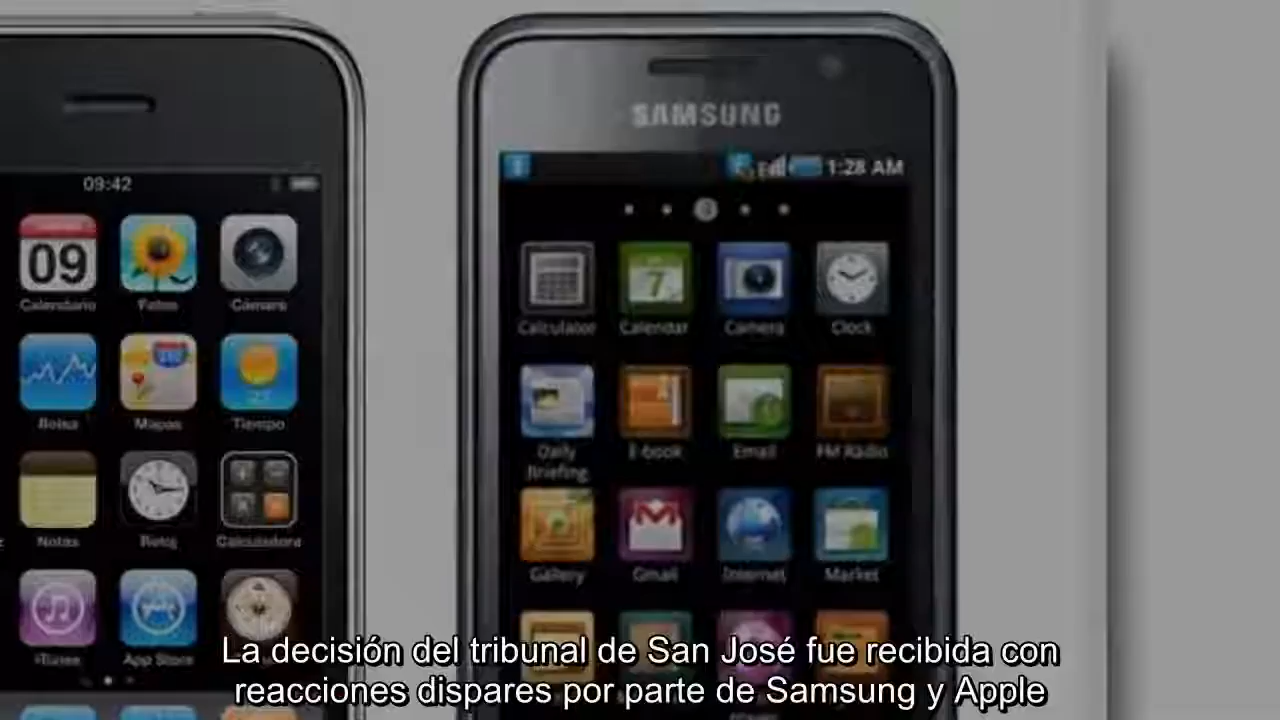 SAMSUNG
09:42
1:28 AM
09
Calendario
Fotos
Cámara
Calculator
7
Calendar
Camera
Clock
Bolsa
Mapas
Tiempo
Daily
Briefing
E-book
Email
FM Radio
Notas
Reloj
Calculadora
Gallery
Gmail
Internet
Market
iTunes
App Store
La decisión del tribunal de San José fue recibida con
reacciones dispares por parte de Samsung y Apple